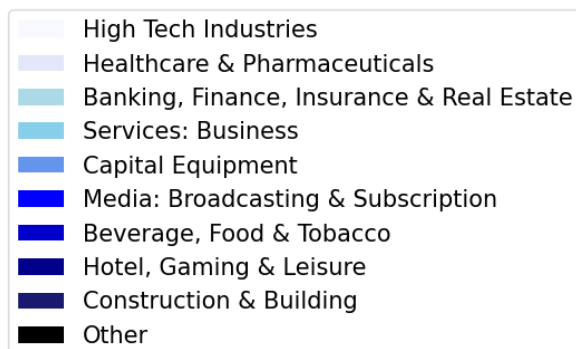 High Tech Industries
Healthcare & Pharmaceuticals
Banking, Finance, Insurance & Real Estate
Services: Business
Capital Equipment
Media: Broadcasting & Subscription
Beverage, Food & Tobacco
Hotel, Gaming & Leisure
Construction & Building
Other